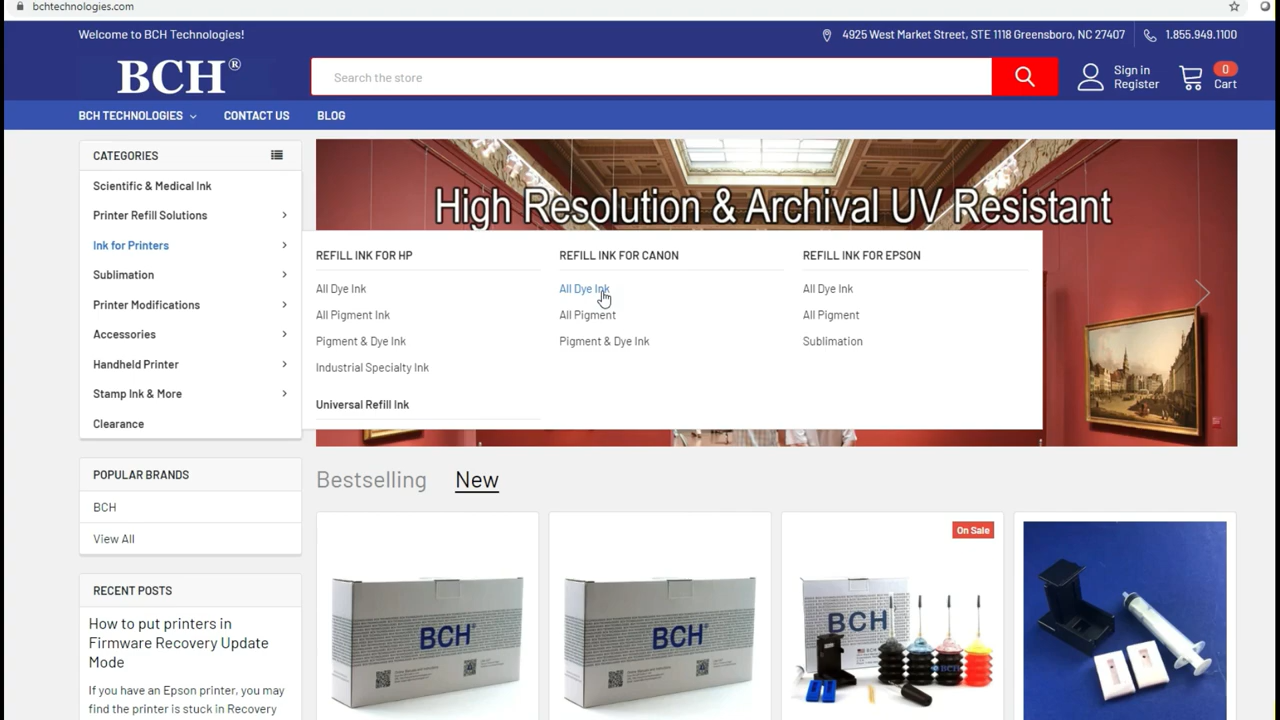 bchtechnologies.com
Welcome to BCH Technologies!
4925 West Market Street, STE 1118 Greensboro, NC 27407
1.855.949.1100
BCH®
Search the store
Sign in
Register
0
Cart
BCH TECHNOLOGIES
CONTACT US
BLOG
CATEGORIES
Scientific & Medical Ink
Printer Refill Solutions
Ink for Printers
Sublimation
Printer Modifications
Accessories
Handheld Printer
Stamp Ink & More
Clearance
High Resolution & Archival UV Resistant
REFILL INK FOR HP
All Dye Ink
All Pigment Ink
Pigment & Dye Ink
Industrial Specialty Ink
Universal Refill Ink
REFILL INK FOR CANON
All Dye Ink
All Pigment
Pigment & Dye Ink
REFILL INK FOR EPSON
All Dye Ink
All Pigment
Sublimation
POPULAR BRANDS
BCH
View All
Bestselling
New
On Sale
BCH®
BCH®
BCH
RECENT POSTS
How to put printers in
Firmware Recovery Update
Mode
If you have an Epson printer, you may
find the printer is stuck in Recovery